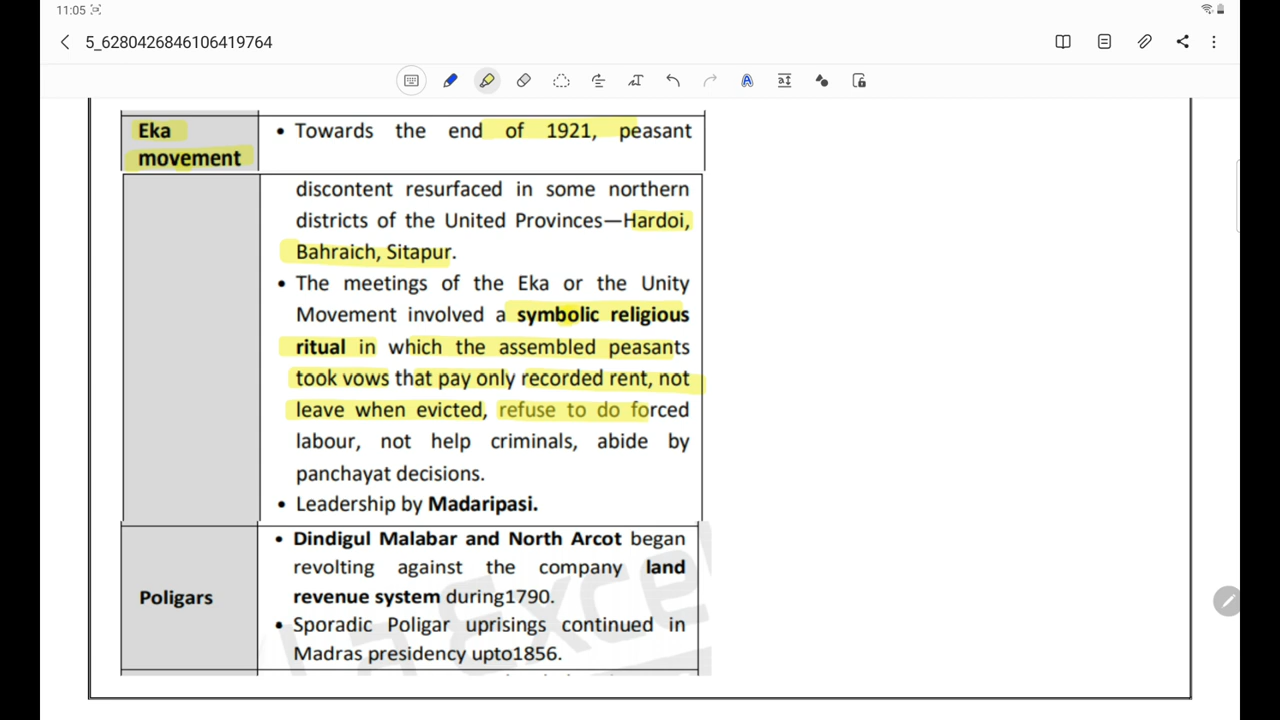 11:05
5_6280426846106419764
Eka
movement
• Towards the end of 1921, peasant
discontent resurfaced in some northern
districts of the United Provinces—Hardoi,
Bahraich, Sitapur.
• The meetings of the Eka or the Unity
Movement involved a symbolic religious
ritual in which the assembled peasants
took vows that pay only recorded rent, not
leave when evicted, refuse to do forced
labour, not help criminals, abide by
panchayat decisions.
• Leadership by Madaripasi.
Poligars
• Dindigul Malabar and North Arcot began
revolting against the company land
revenue system during1790.
• Sporadic Poligar uprisings continued in
Madras presidency upto1856.